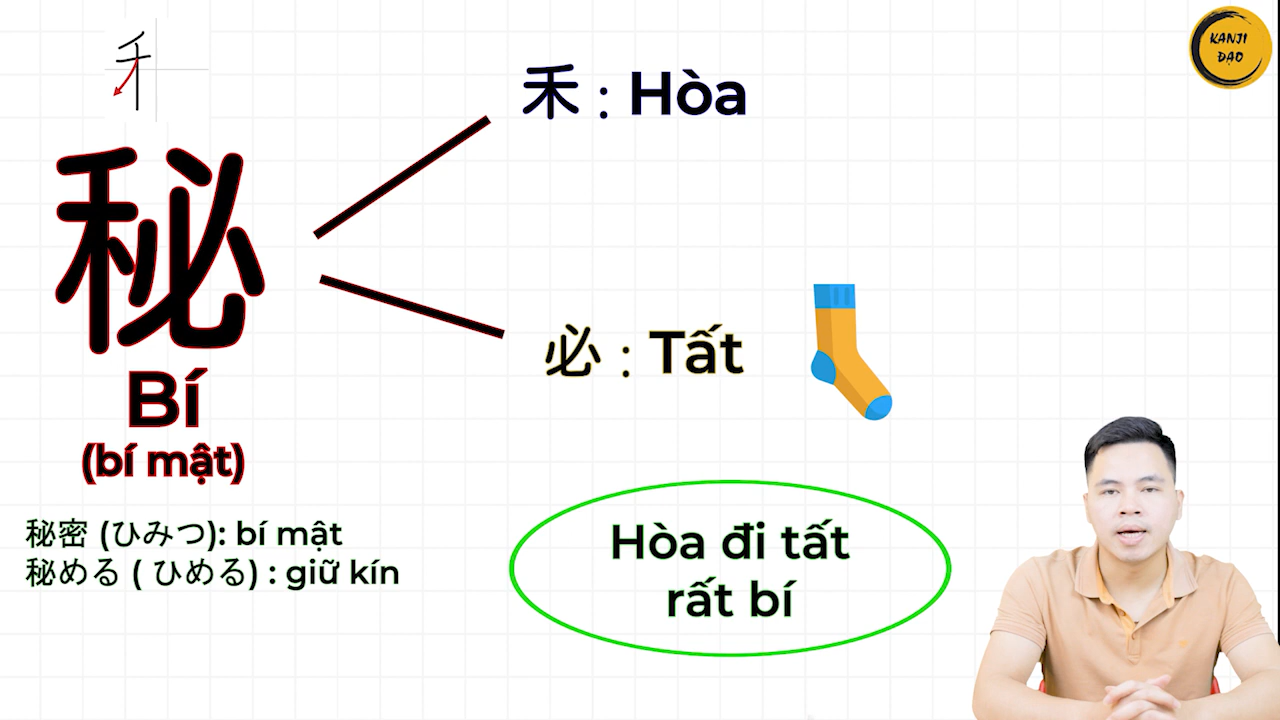 KANJI
ĐẠO
禾 : Hòa
秘
Bí
(bí mật)
必 : Tất
秘密 (ひみつ): bí mật
秘める ( ひめる) : giữ kín
Hòa đi tất
rất bí